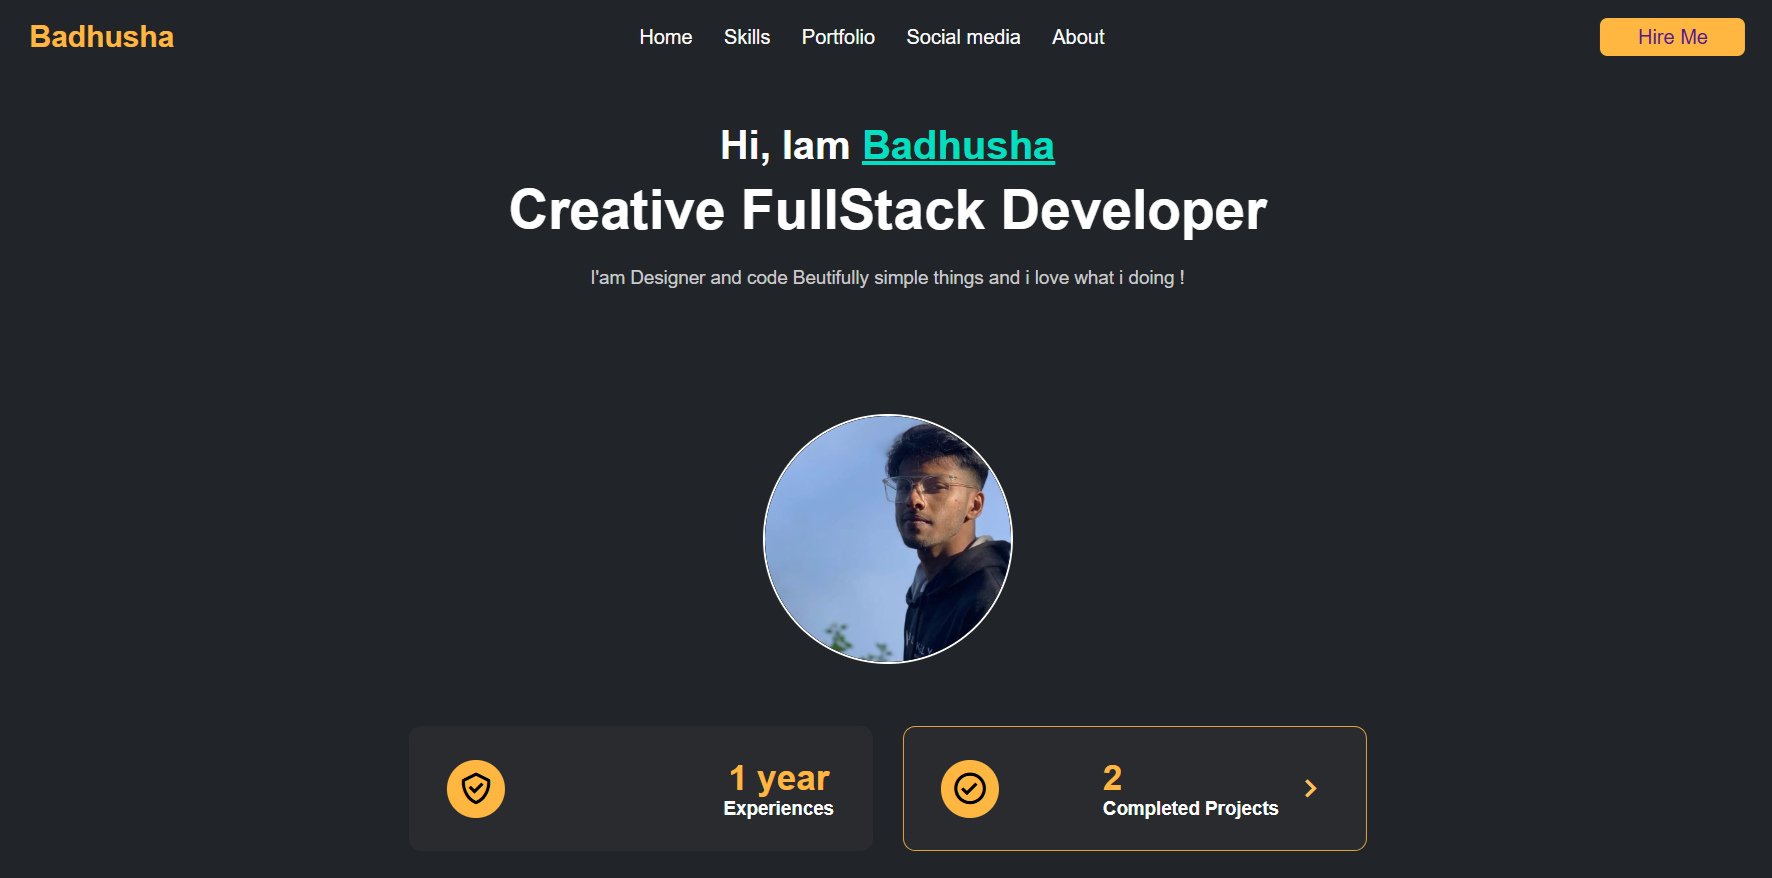 Badhusha
Home Skills Portfolio Social media About
Hire Me
Hi, Iam Badhusha
Creative FullStack Developer
I'am Designer and code Beutifully simple things and i love what i doing !
1 year
Experiences
2
Completed Projects